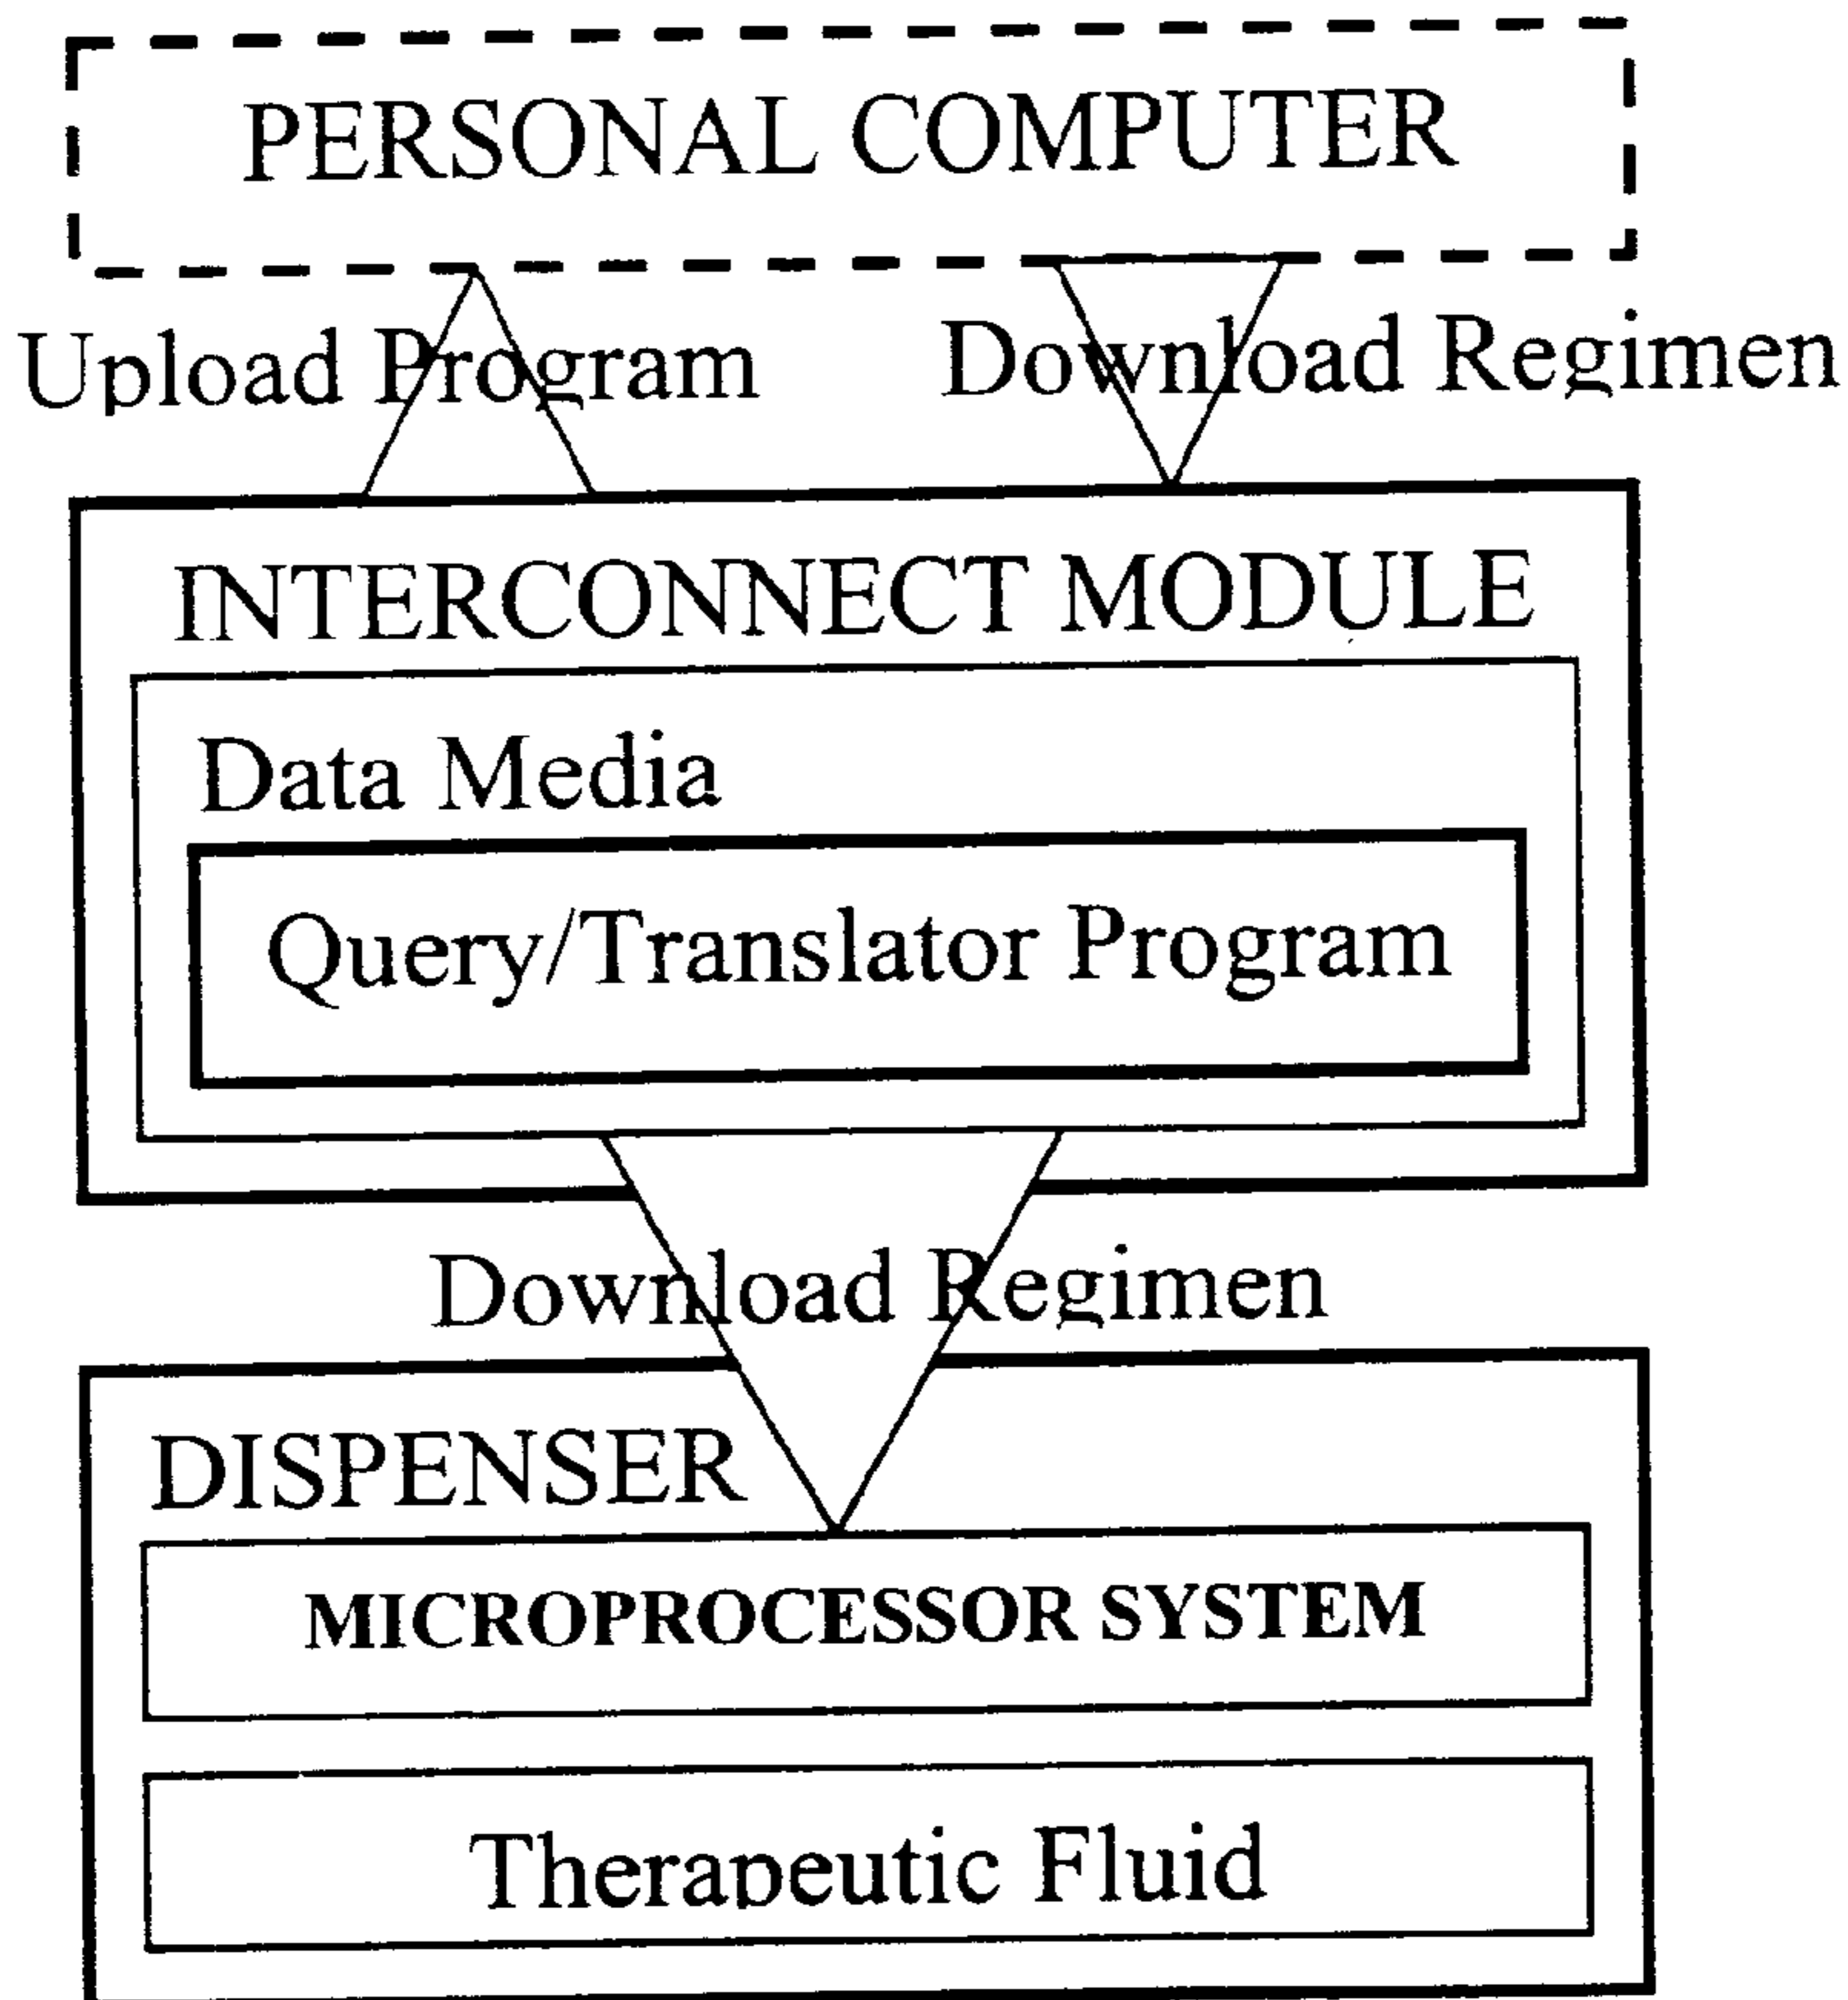 PERSONAL COMPUTER
Upload Program Download Regimen
INTERCONNECT MODULE
Data Media
Query/Translator Program
Download Regimen
DISPENSER
MICROPROCESSOR SYSTEM
Therapeutic Fluid